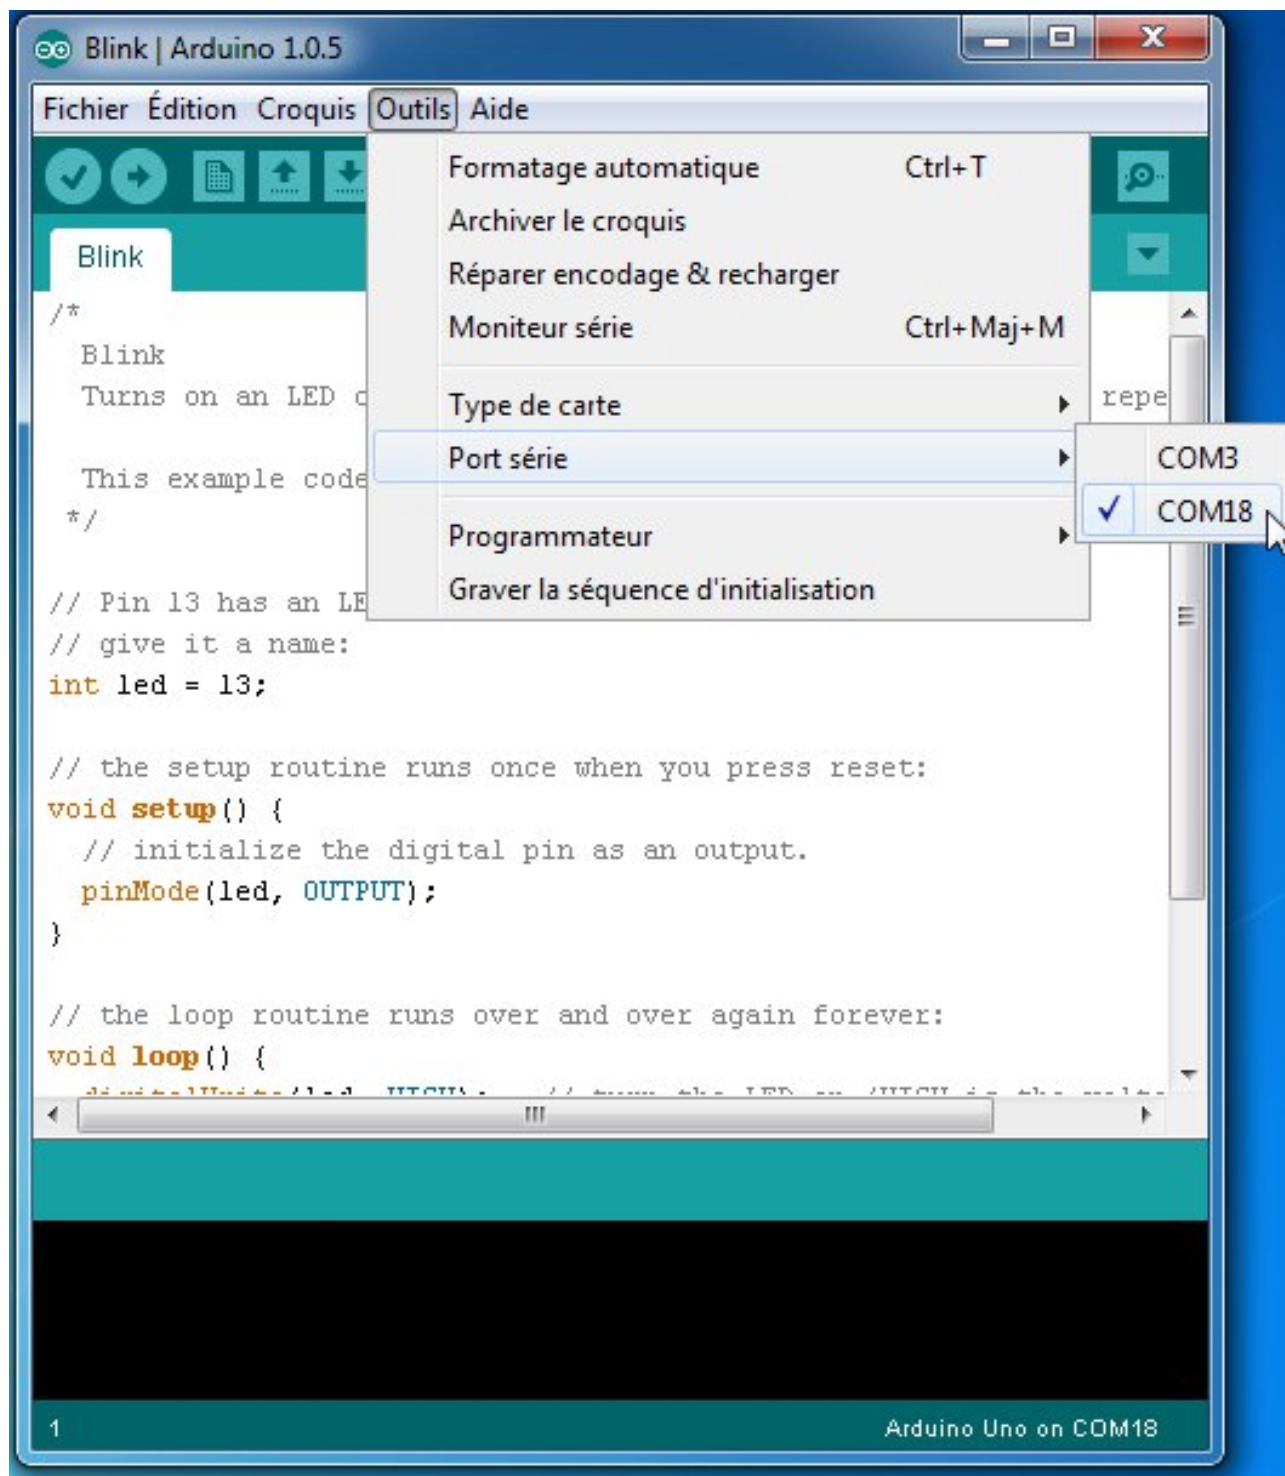 Blink | Arduino 1.0.5
Fichier Édition Croquis Outils Aide
Formatage automatique Ctrl+T
Archiver le croquis
Réparer encodage & recharger
Moniteur série Ctrl+Maj+M
Type de carte
Port série
Programmateur
Graver la séquence d'initialisation
COM3
COM18
Blink
/*
Blink
Turns on an LED
This example code
*/
// Pin 13 has an
// give it a name:
int led = 13;
// the setup routine runs once when you press reset:
void setup() {
// initialize the digital pin as an output.
pinMode(led, OUTPUT);
}
// the loop routine runs over and over again forever:
void loop() {
1
Arduino Uno on COM18